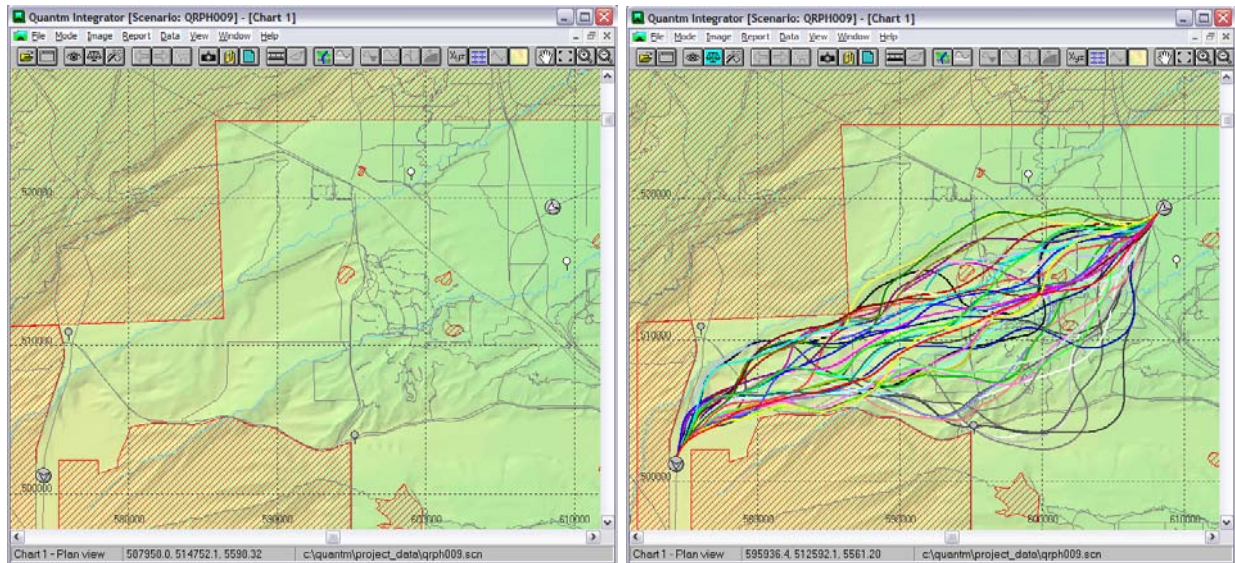 Quantm Integrator [Scenario: QRPH009] - [Chart 1]
File Mode Image Report Data View Window Help
Xyz
520000
510000
500000
580000
590000
600000
610000
Chart 1 - Plan view
507950.0, 514752.1, 5590.32
c:\quantm\project_data\qrph009.scn
Quantm Integrator [Scenario: QRPH009] - [Chart 1]
File Mode Image Report Data View Window Help
Xyz
520000
510000
500000
580000
590000
600000
610000
Chart 1 - Plan view
595936.4, 512592.1, 5561.20
c:\quantm\project_data\qrph009.scn